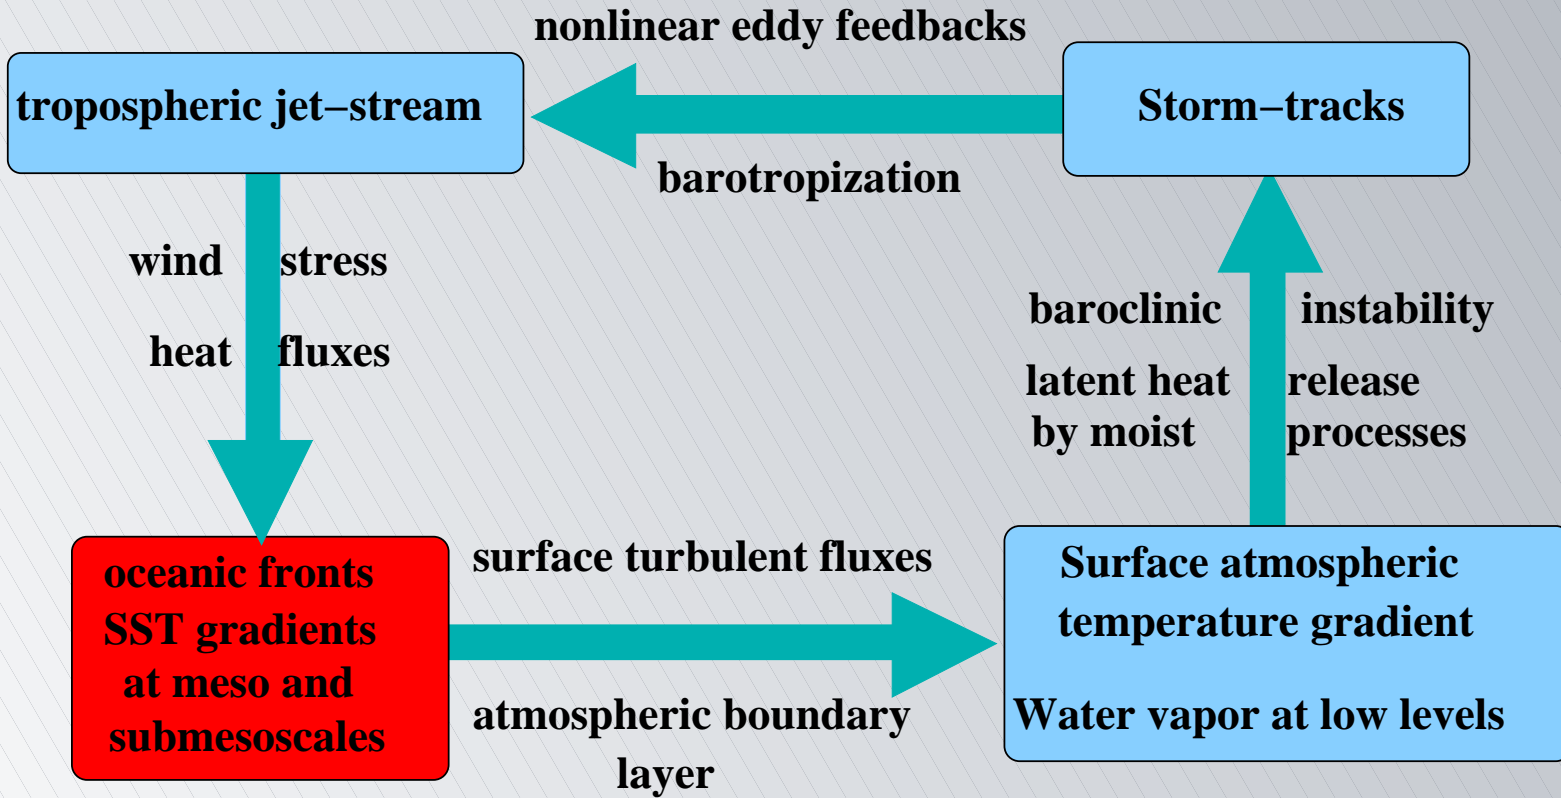 nonlinear eddy feedbacks
tropospheric jet−stream
Storm−tracks
barotropization
wind stress
heat fluxes
baroclinic instability
latent heat release
by moist processes
oceanic fronts
SST gradients
at meso and
submesoscales
surface turbulent fluxes
atmospheric boundary
layer
Surface atmospheric
temperature gradient
Water vapor at low levels